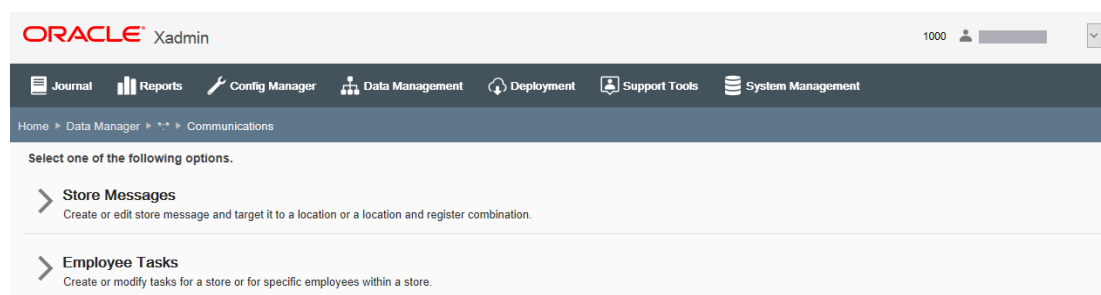 ORACLE® Xadmin
1000
Journal Reports Config Manager Data Management Deployment Support Tools System Management
Home ▶ Data Manager ▶ *:* ▶ Communications
Select one of the following options.
Store Messages
Create or edit store message and target it to a location or a location and register combination.
Employee Tasks
Create or modify tasks for a store or for specific employees within a store.